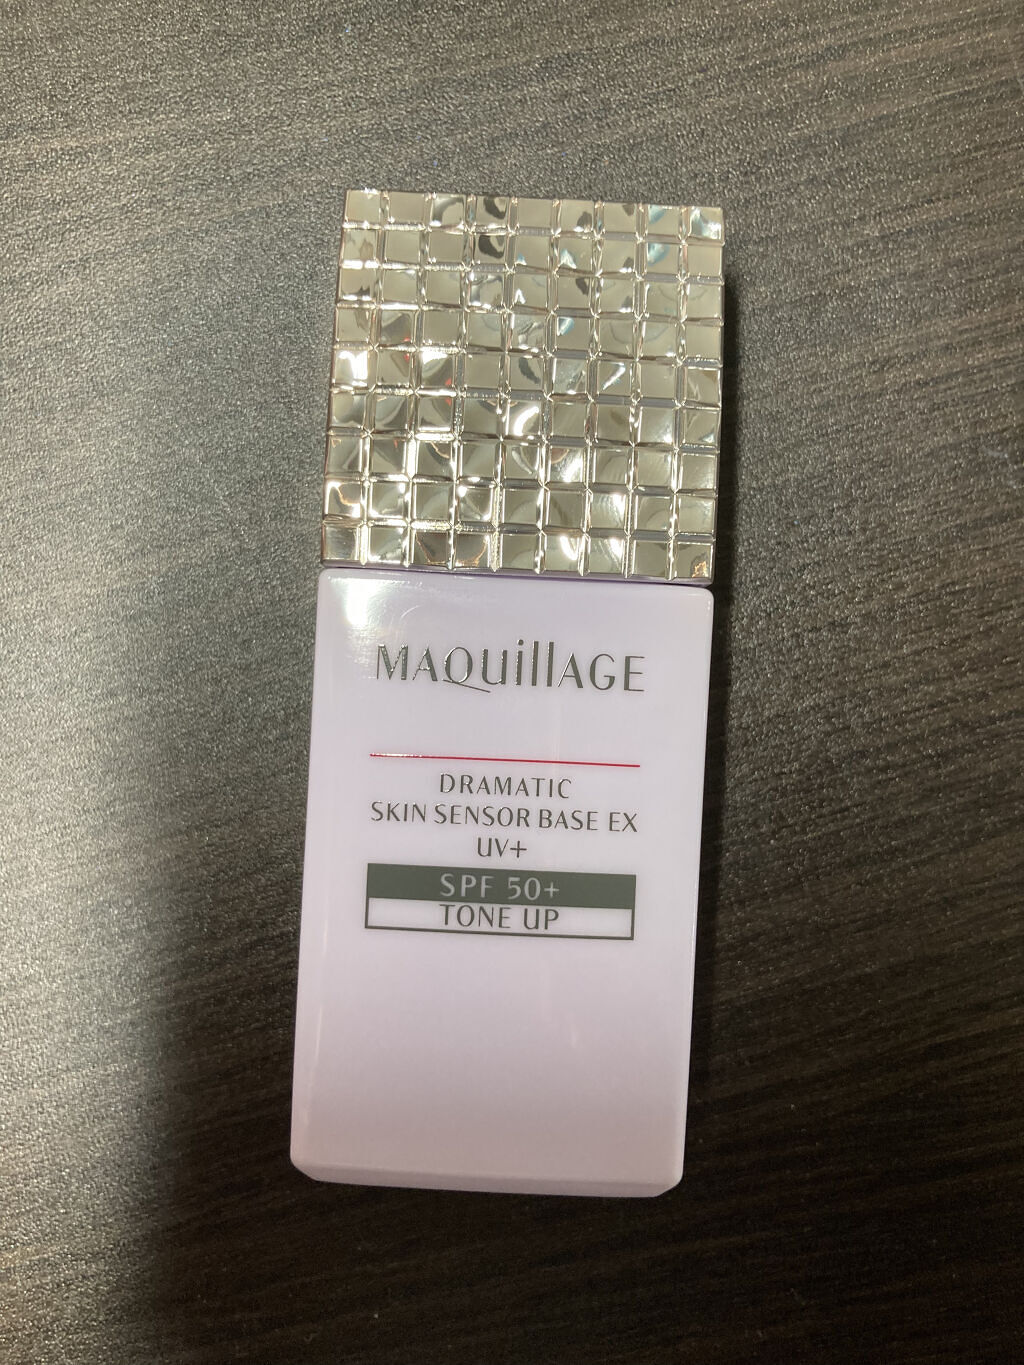 MAQuillAGE
DRAMATIC
SKIN SENSOR BASE EX
UV+
SPF 50+
TONE UP